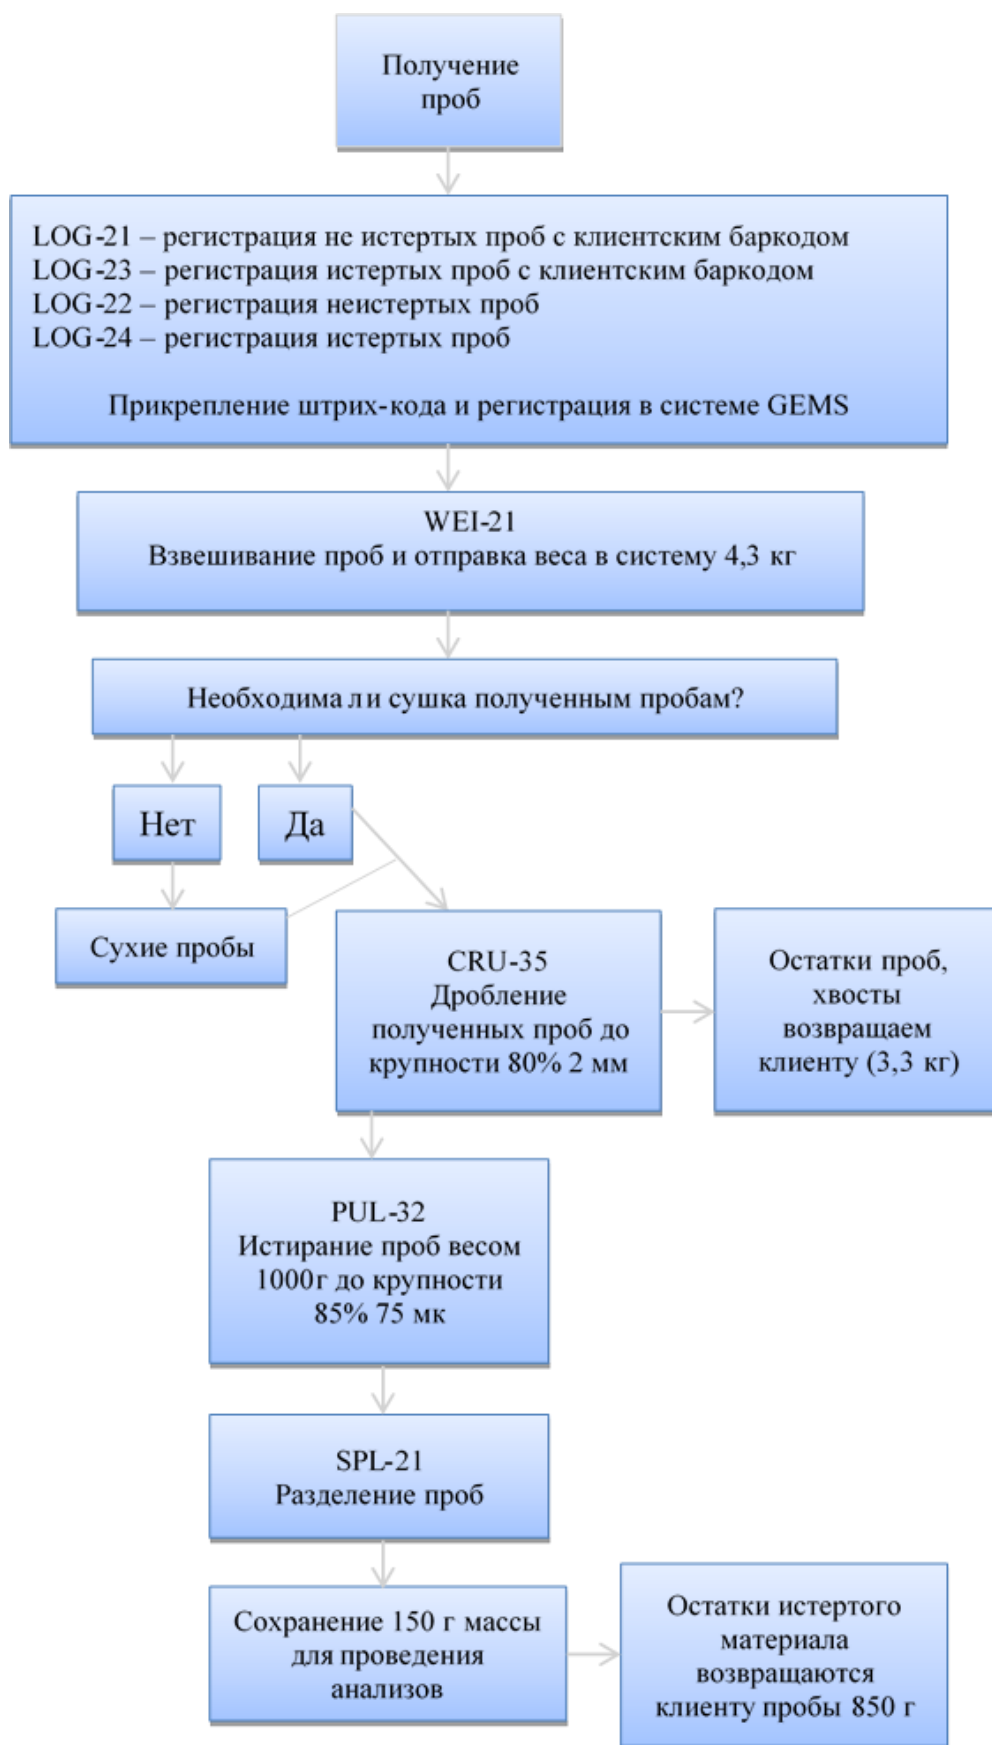 Получение
проб
LOG-21 – регистрация не истертых проб с клиентским баркодом
LOG-23 – регистрация истертых проб с клиентским баркодом
LOG-22 – регистрация неистертых проб
LOG-24 – регистрация истертых проб
Прикрепление штрих-кода и регистрация в системе GEMS
WEI-21
Взвешивание проб и отправка веса в систему 4,3 кг
Необходима ли сушка полученным пробам?
Нет
Да
Сухие пробы
CRU-35
Дробление
полученных проб до
крупности 80% 2 мм
Остатки проб,
хвосты
возвращаем
клиенту (3,3 кг)
PUL-32
Истирание проб весом
1000г до крупности
85% 75 мк
SPL-21
Разделение проб
Сохранение 150 г массы
для проведения
анализов
Остатки истертого
материала
возвращаются
клиенту пробы 850 г